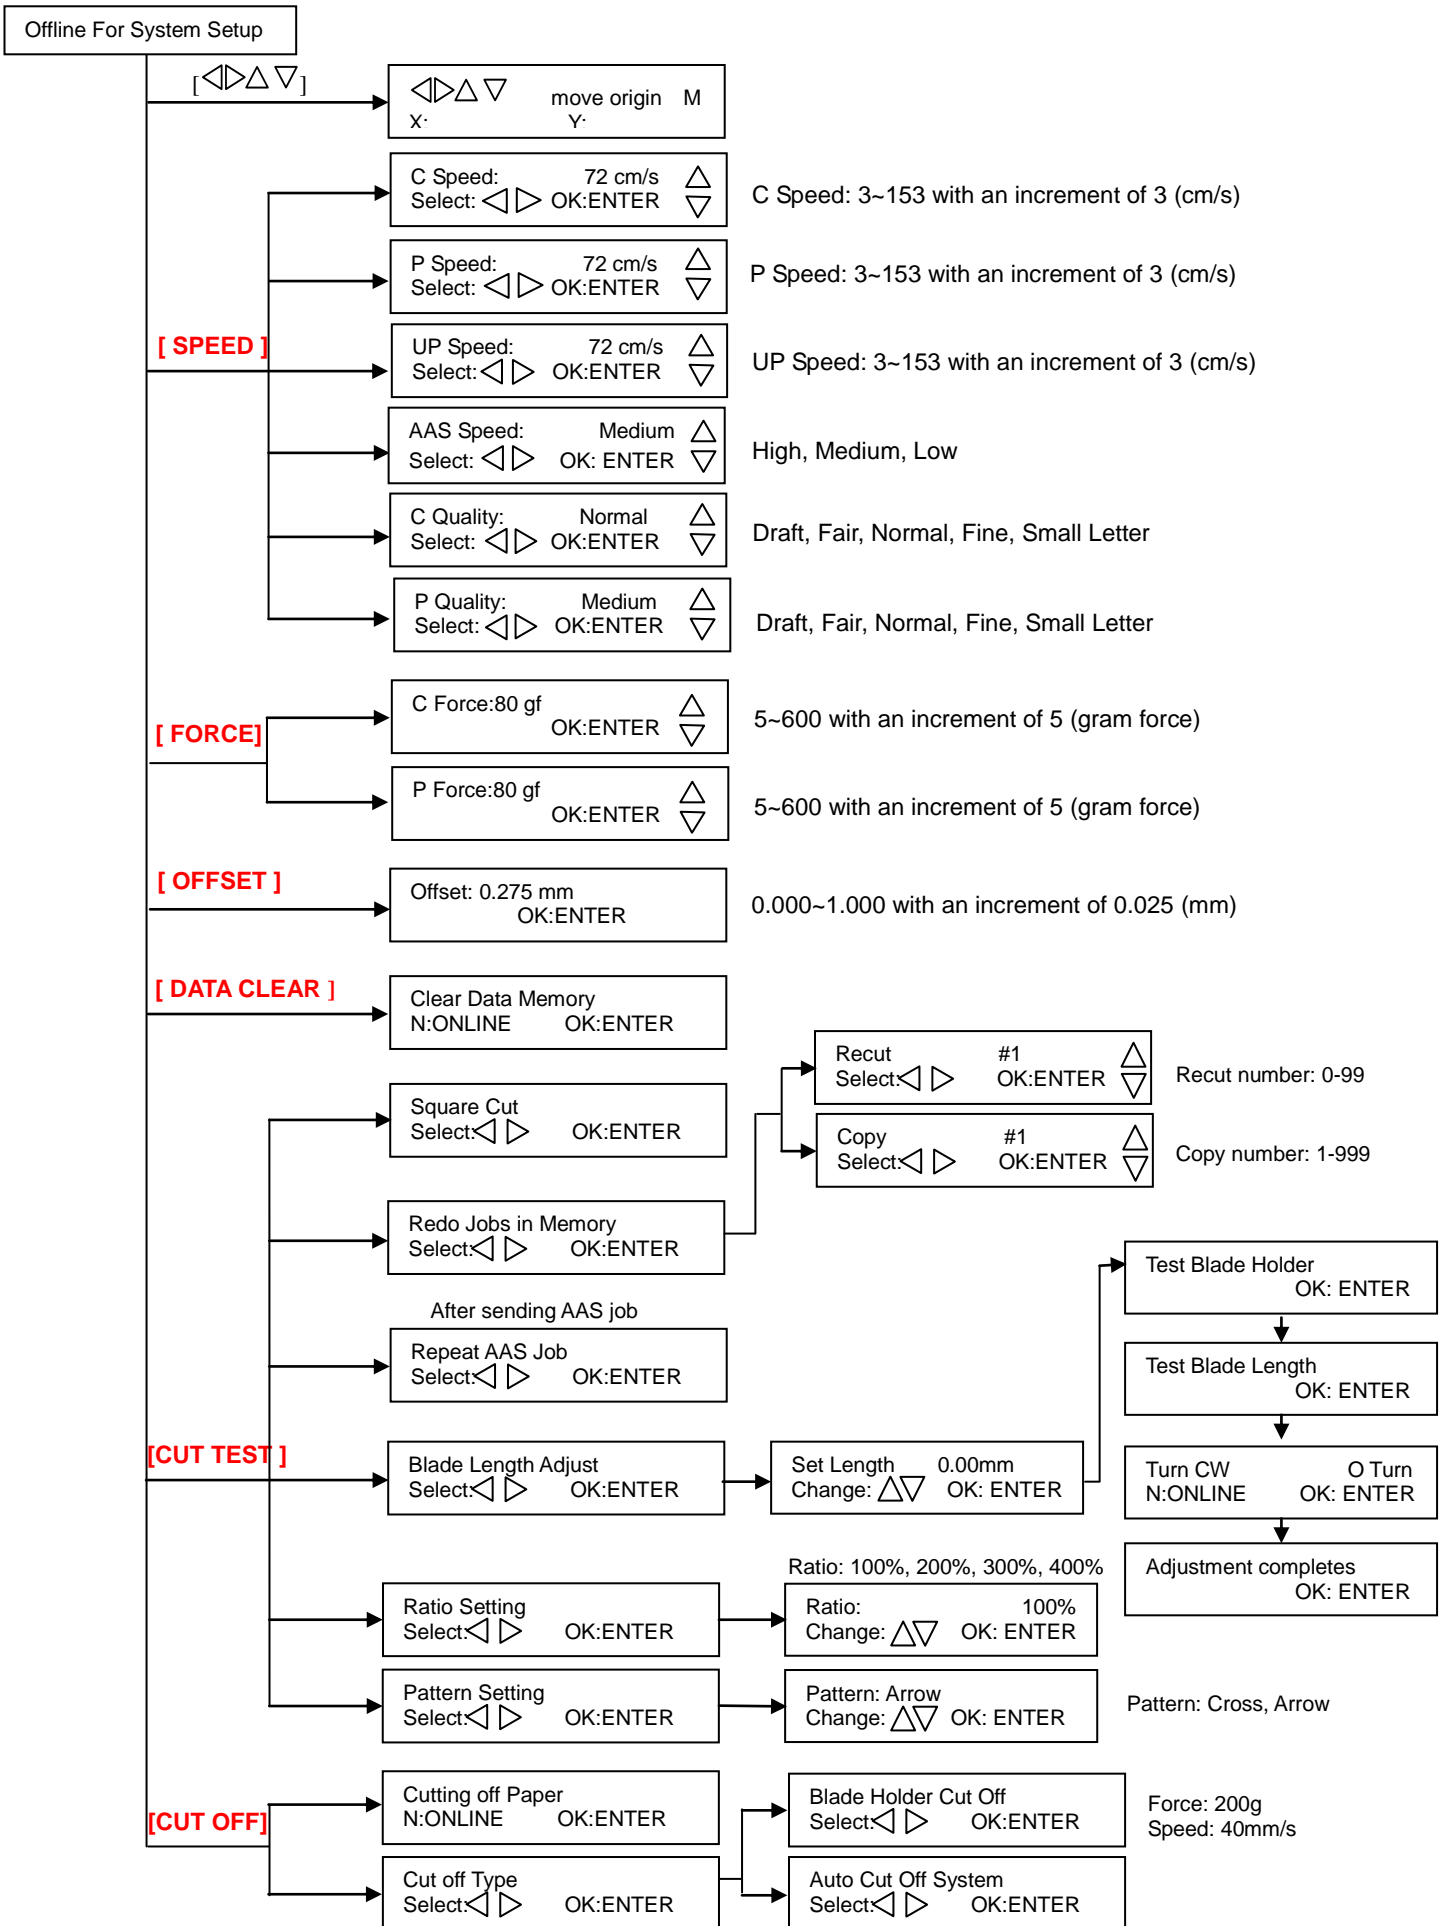 Offline For System Setup
[◁▷△▽]
◁▷△▽ move origin M
X: Y:
C Speed: 72 cm/s △
Select: ◁ ▷ OK:ENTER ▽
C Speed: 3~153 with an increment of 3 (cm/s)
P Speed: 72 cm/s △
Select: ◁ ▷ OK:ENTER ▽
P Speed: 3~153 with an increment of 3 (cm/s)
[ SPEED ]
UP Speed: 72 cm/s △
Select: ◁ ▷ OK:ENTER ▽
UP Speed: 3~153 with an increment of 3 (cm/s)
AAS Speed: Medium △
Select: ◁ ▷ OK: ENTER ▽
High, Medium, Low
C Quality: Normal △
Select: ◁ ▷ OK:ENTER ▽
Draft, Fair, Normal, Fine, Small Letter
P Quality: Medium △
Select: ◁ ▷ OK:ENTER ▽
Draft, Fair, Normal, Fine, Small Letter
[ FORCE]
C Force:80 gf △
OK:ENTER ▽
5~600 with an increment of 5 (gram force)
P Force:80 gf △
OK:ENTER ▽
5~600 with an increment of 5 (gram force)
[ OFFSET ]
Offset: 0.275 mm
OK:ENTER
0.000~1.000 with an increment of 0.025 (mm)
[ DATA CLEAR ]
Clear Data Memory
N:ONLINE OK:ENTER
Recut #1 △
Select:◁ ▷ OK:ENTER ▽
Recut number: 0-99
Square Cut
Select:◁ ▷ OK:ENTER
Copy #1 △
Select:◁ ▷ OK:ENTER ▽
Copy number: 1-999
Redo Jobs in Memory
Select:◁ ▷ OK:ENTER
Test Blade Holder
OK: ENTER
After sending AAS job
Repeat AAS Job
Select:◁ ▷ OK:ENTER
Test Blade Length
OK: ENTER
[CUT TEST ]
Blade Length Adjust
Select:◁ ▷ OK:ENTER
Set Length 0.00mm
Change: △▽ OK: ENTER
Turn CW O Turn
N:ONLINE OK: ENTER
Adjustment completes
OK: ENTER
Ratio: 100%, 200%, 300%, 400%
Ratio Setting
Select:◁ ▷ OK:ENTER
Ratio: 100%
Change: △▽ OK: ENTER
Pattern Setting
Select:◁ ▷ OK:ENTER
Pattern: Arrow
Change: △▽ OK: ENTER
Pattern: Cross, Arrow
[CUT OFF]
Cutting off Paper
N:ONLINE OK:ENTER
Blade Holder Cut Off
Select◁ ▷ OK:ENTER
Force: 200g
Speed: 40mm/s
Cut off Type
Select:◁ ▷ OK:ENTER
Auto Cut Off System
Select◁ ▷ OK:ENTER